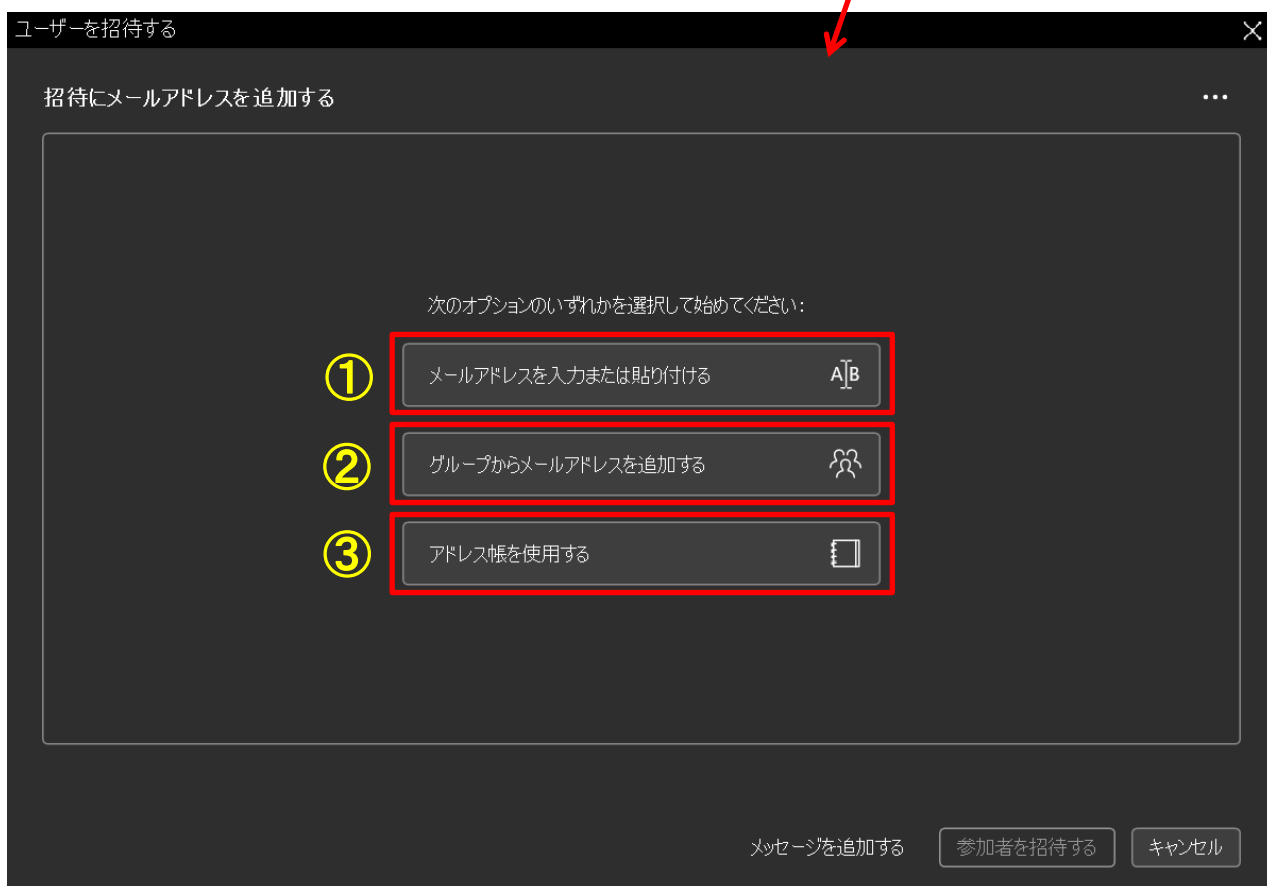 ユーザーを招待する
招待にメールアドレスを追加する
次のオプションのいずれかを選択して始めてください:
① メールアドレスを入力または貼り付ける A B
② グループからメールアドレスを追加する
③ アドレス帳を使用する
メッセージを追加する 参加者を招待する キャンセル